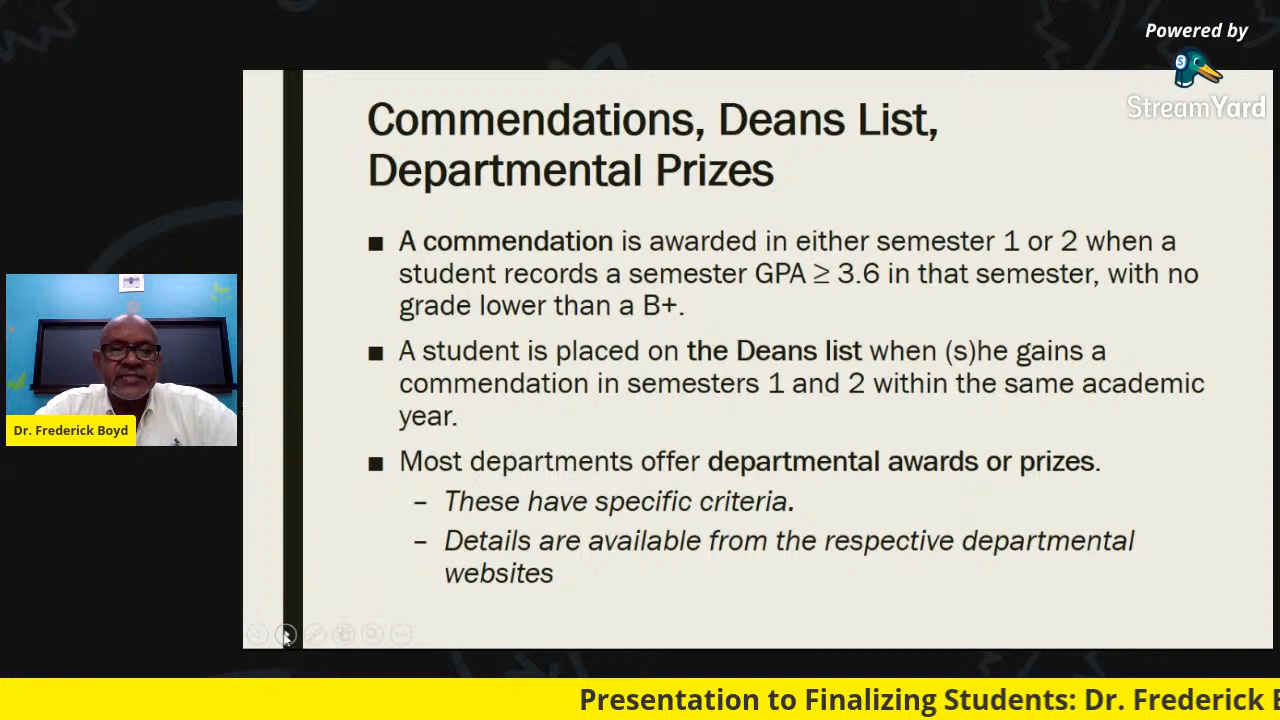 Powered by
StreamYard
Commendations, Deans List,
Departmental Prizes
■ A commendation is awarded in either semester 1 or 2 when a
student records a semester GPA ≥ 3.6 in that semester, with no
grade lower than a B+.
■ A student is placed on the Deans list when (s)he gains a
commendation in semesters 1 and 2 within the same academic
year.
■ Most departments offer departmental awards or prizes.
– These have specific criteria.
– Details are available from the respective departmental
websites
Dr. Frederick Boyd
Presentation to Finalizing Students: Dr. Frederick